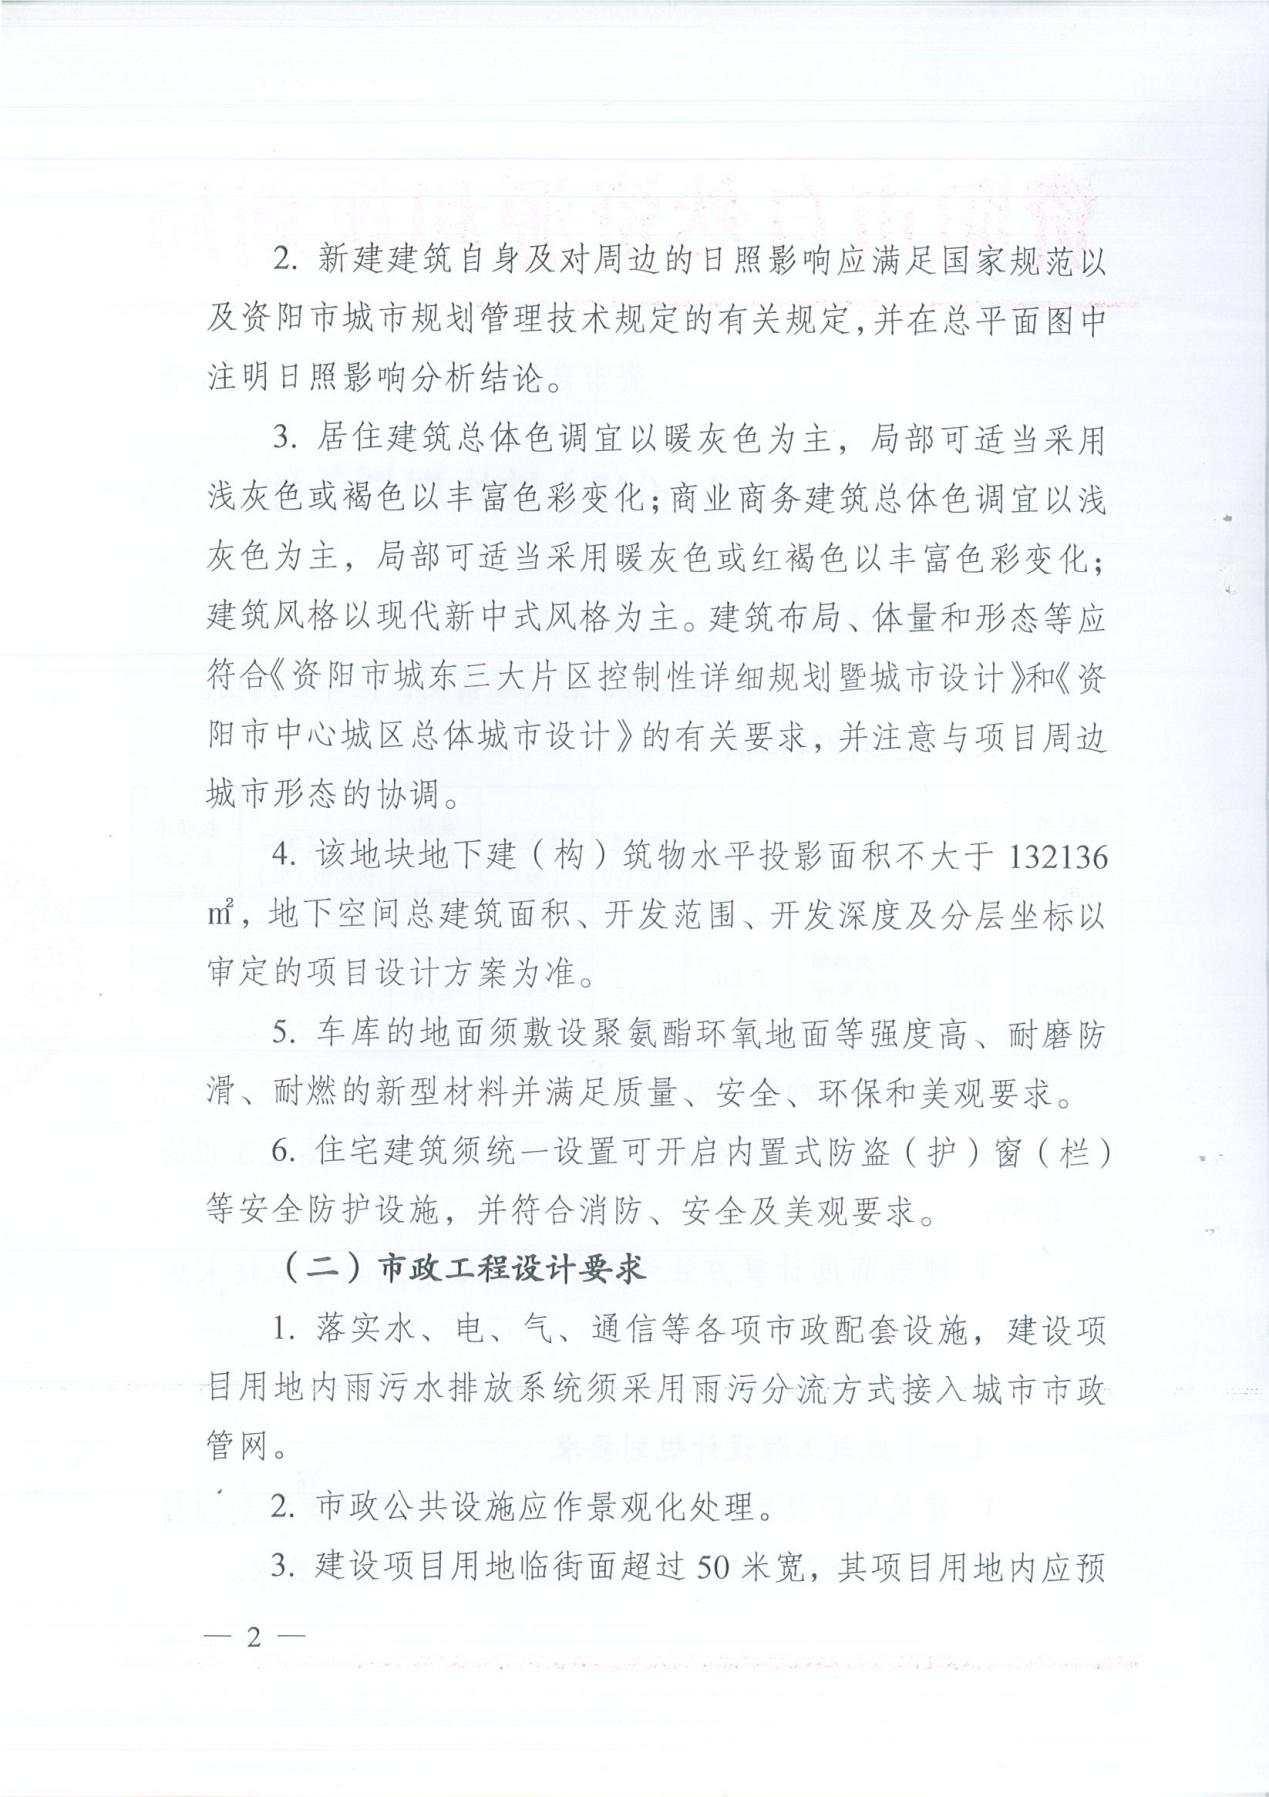 2. 新建建筑自身及对周边的日照影响应满足国家规范以
及资阳市城市规划管理技术规定的有关规定，并在总平面图中
注明日照影响分析结论。
3. 居住建筑总体色调宜以暖灰色为主，局部可适当采用
浅灰色或褐色以丰富色彩变化；商业商务建筑总体色调宜以浅
灰色为主，局部可适当采用暖灰色或红褐色以丰富色彩变化；
建筑风格以现代新中式风格为主。建筑布局、体量和形态等应
符合《资阳市城东三大片区控制性详细规划暨城市设计》和《资
阳市中心城区总体城市设计》的有关要求，并注意与项目周边
城市形态的协调。
4. 该地块地下建（构）筑物水平投影面积不大于 132136
㎡，地下空间总建筑面积、开发范围、开发深度及分层坐标以
审定的项目设计方案为准。
5. 车库的地面须敷设聚氨酯环氧地面等强度高、耐磨防
滑、耐燃的新型材料并满足质量、安全、环保和美观要求。
6. 住宅建筑须统一设置可开启内置式防盗（护）窗（栏）
等安全防护设施，并符合消防、安全及美观要求。
（二）市政工程设计要求
1. 落实水、电、气、通信等各项市政配套设施，建设项
目用地内雨污水排放系统须采用雨污分流方式接入城市市政
管网。
2. 市政公共设施应作景观化处理。
3. 建设项目用地临街面超过 50 米宽，其项目用地内应预
— 2 —